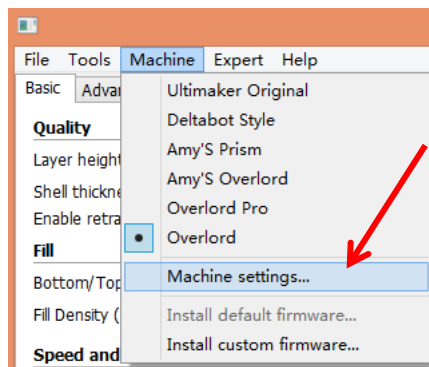 File Tools Machine Expert Help
Basic Advan
Ultimaker Original
Quality
Deltabot Style
Layer height
Amy'S Prism
Shell thickne
Amy'S Overlord
Enable retra
Overlord Pro
Fill
Overlord
Bottom/Top
Machine settings...
Fill Density (
Install default firmware...
Speed and
Install custom firmware...